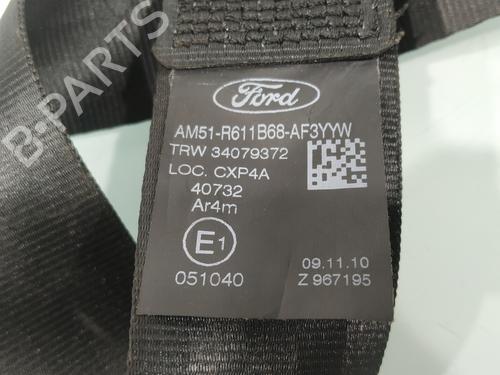 Ford
AM51-R611B68-AF3YYW
TRW 34079372
LOC. CXP4A
40732
Ar4m
E1
051040
09.11.10
Z 967195
B-PARTS